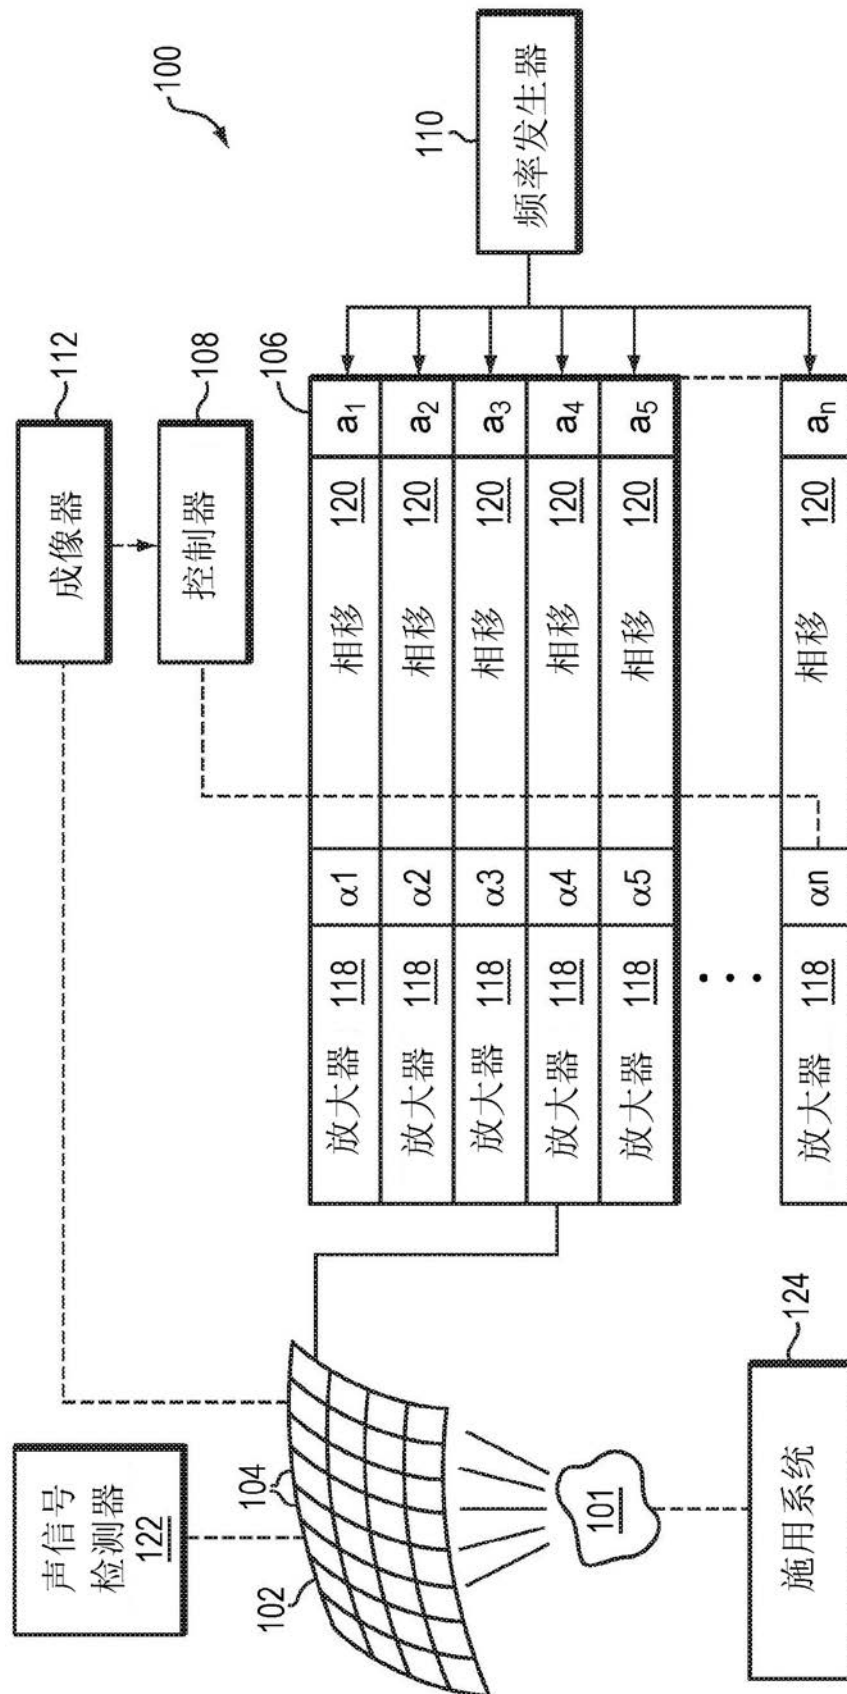 100
112
成像器
108
控制器
110
频率发生器
106
声信号
检测器
122
104
102
101
124
施用系统
放大器 118 α1 相移 120 a₁
放大器 118 α2 相移 120 a₂
放大器 118 α3 相移 120 a₃
放大器 118 α4 相移 120 a₄
放大器 118 α5 相移 120 a₅
放大器 118 αn 相移 120 aₙ